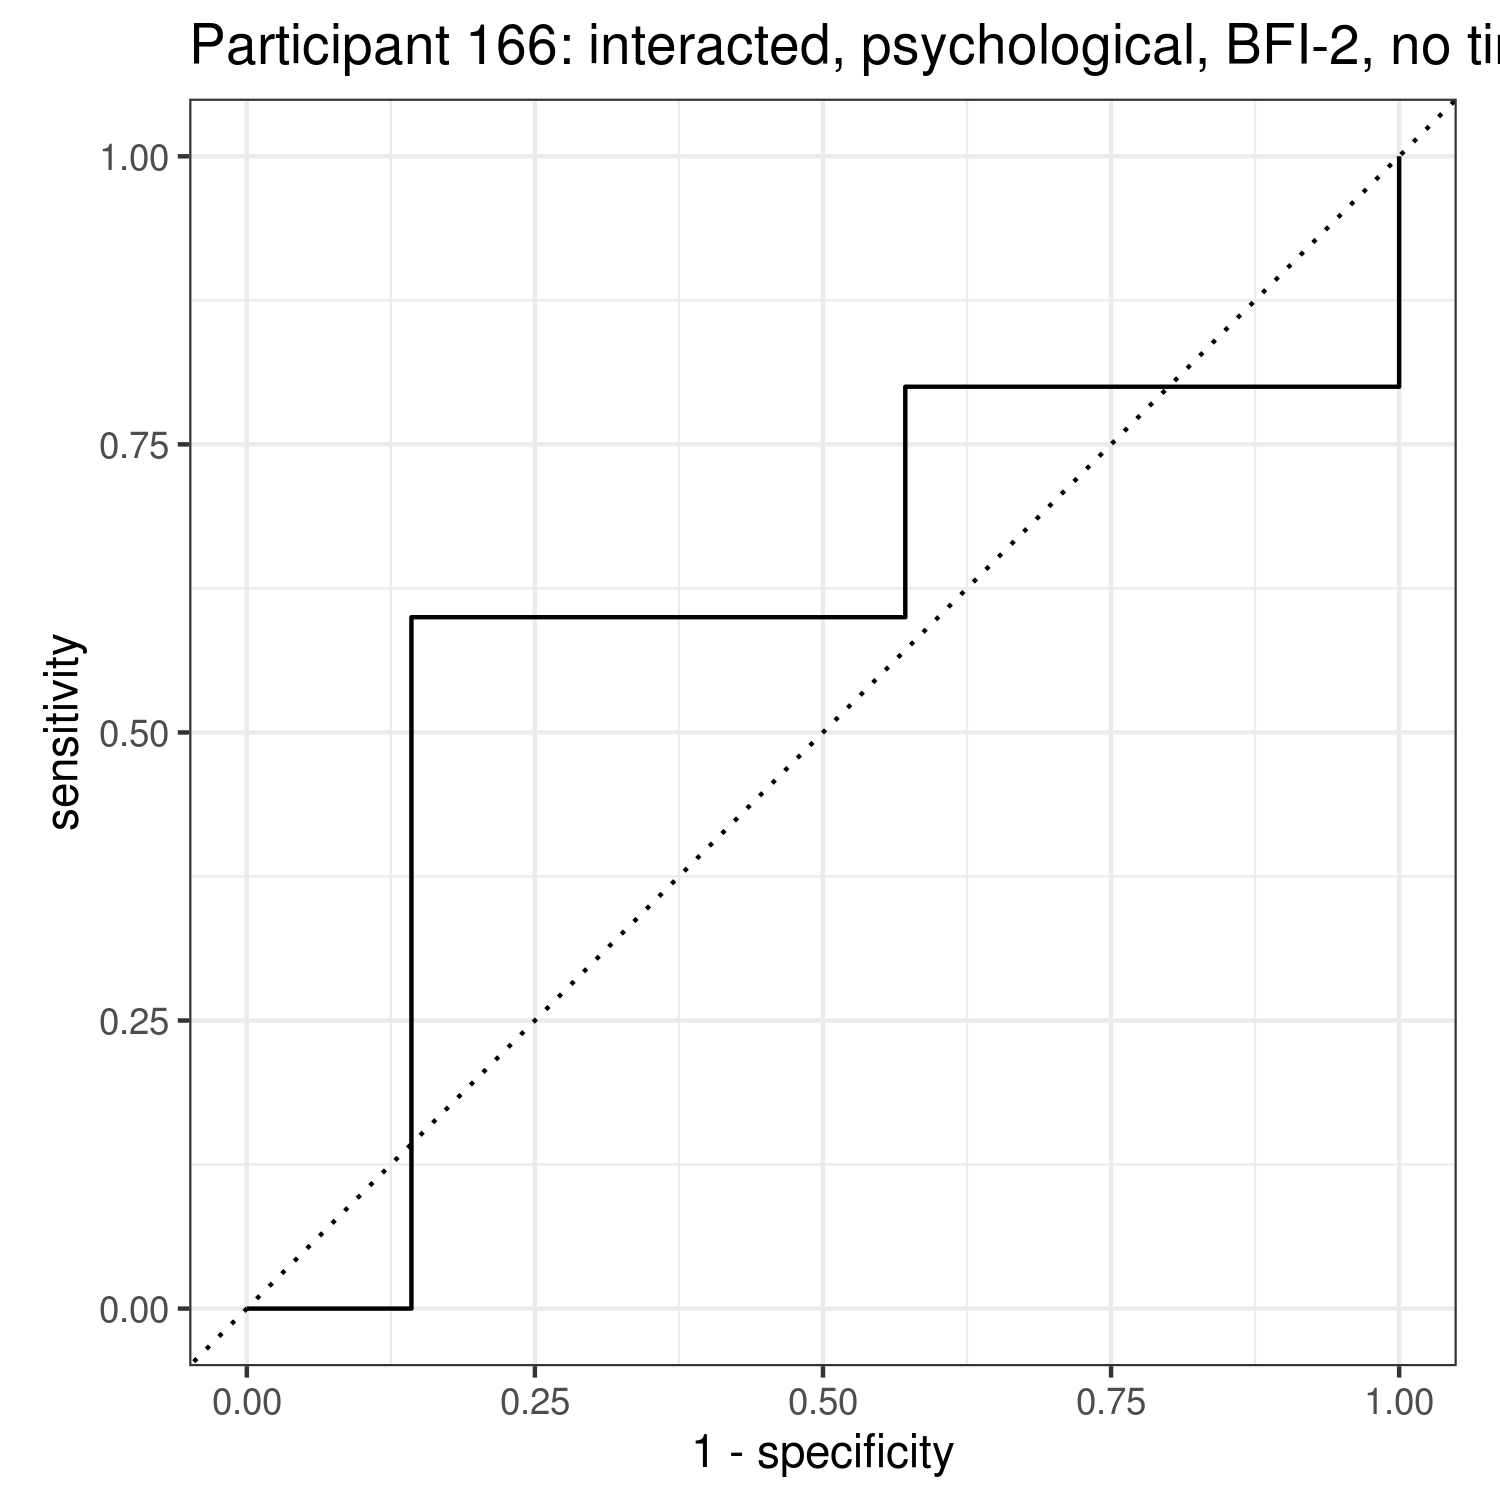 Participant 166: interacted, psychological, BFI-2, no
1.00
0.75
0.50
0.25
0.00
sensitivity
0.00 0.25 0.50 0.75 1.00
1 - specificity